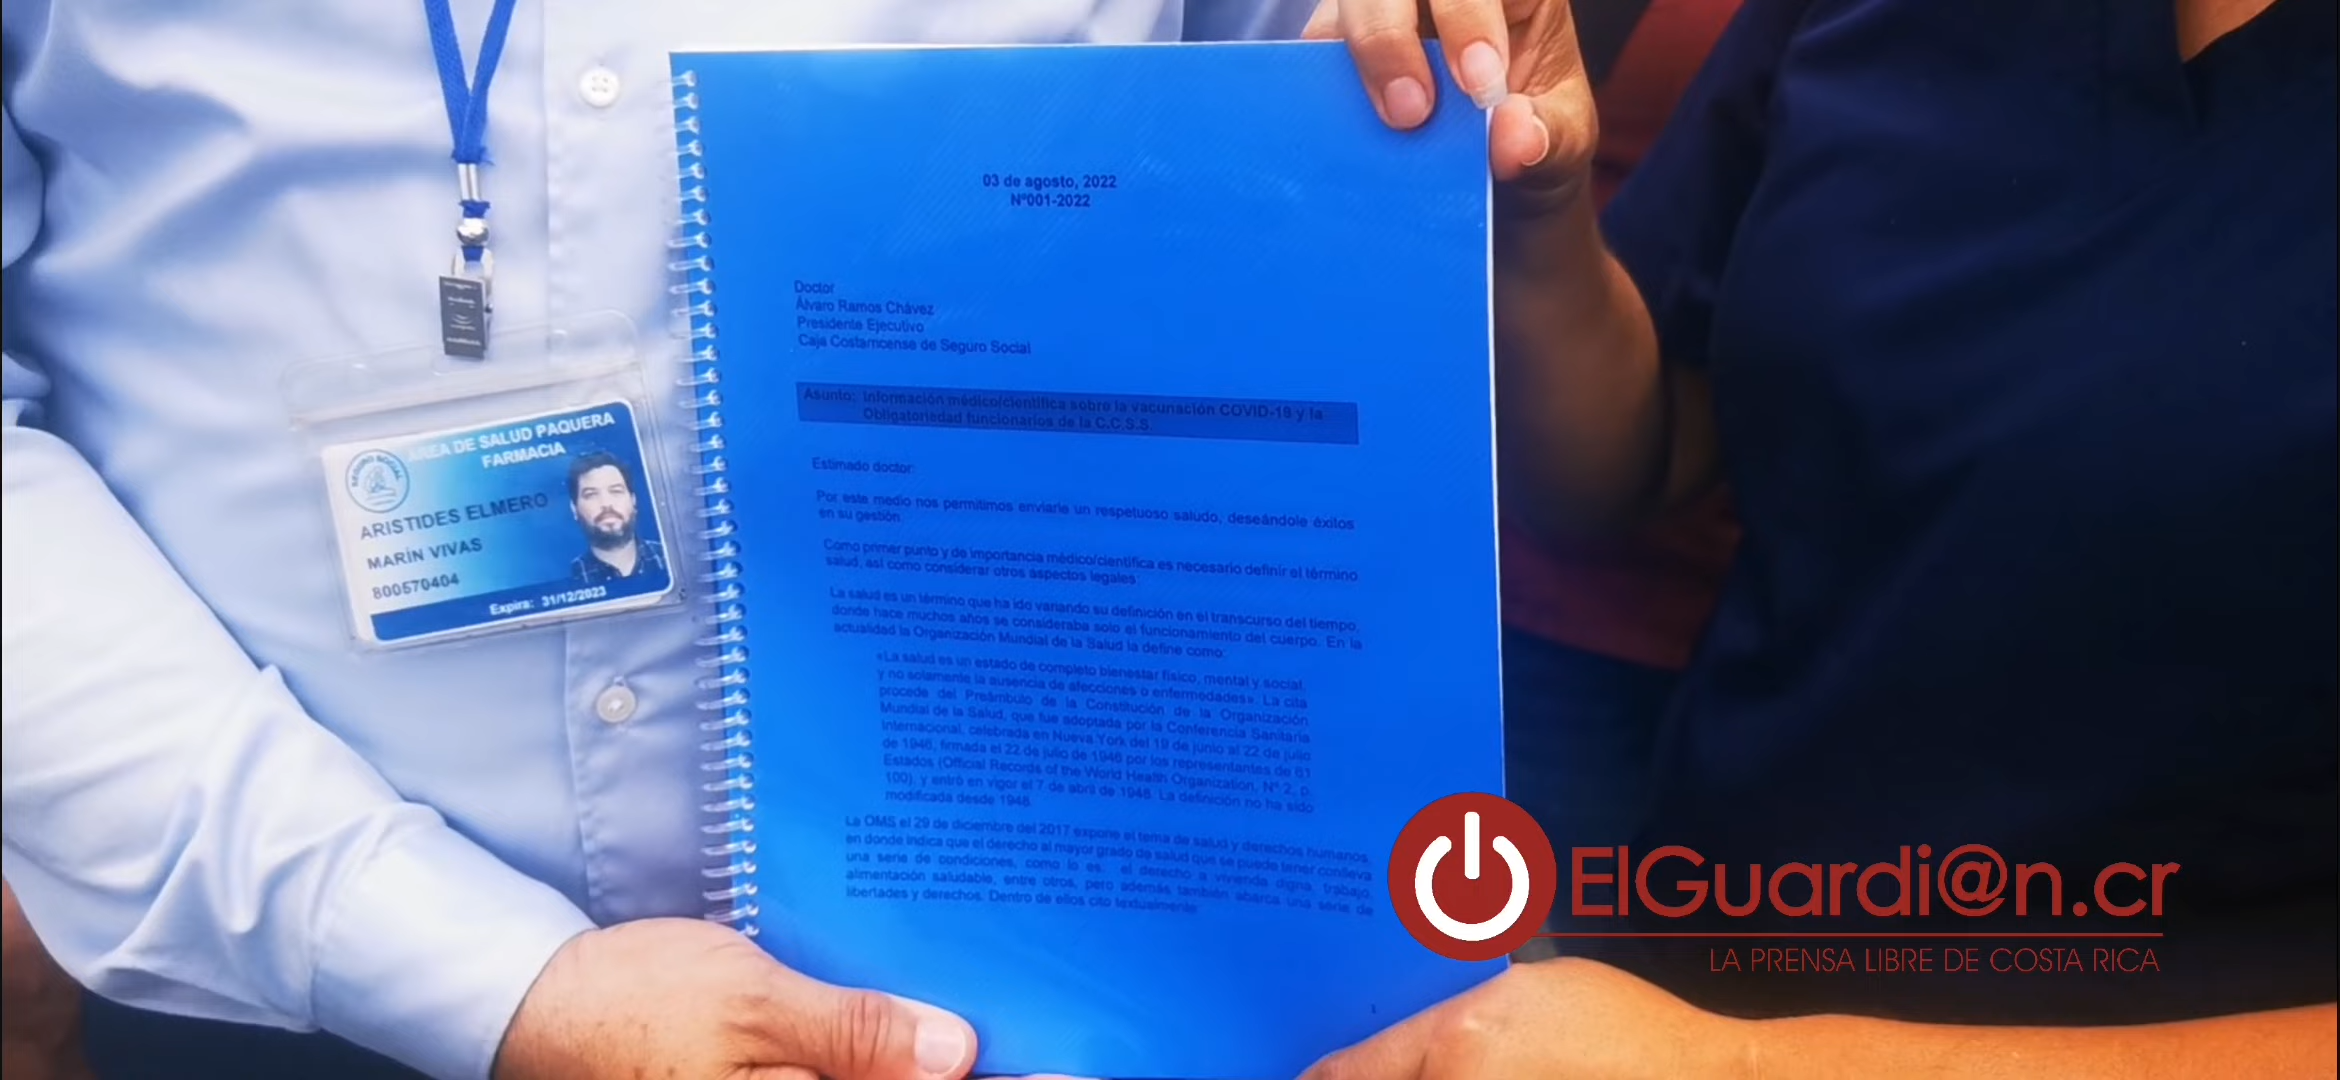 03 de agosto, 2022
Nº001-2022
Doctor
Álvaro Ramos Chávez
Presidente Ejecutivo
Caja Costarricense de Seguro Social
Asunto: Información médico/científica sobre la vacunación COVID-19 y la
Obligatoriedad funcionarios de la C.C.S.S.
Estimado doctor:
Por este medio nos permitimos enviarle un respetuoso saludo, deseándole éxitos
en su gestión.
Como primer punto y de importancia médico/científica es necesario definir el término
salud, así como considerar otros aspectos legales:
La salud es un término que ha ido variando su definición en el transcurso del tiempo,
donde hace muchos años se consideraba solo el funcionamiento del cuerpo. En la
actualidad la Organización Mundial de la Salud la define como:
«La salud es un estado de completo bienestar físico, mental y social,
y no solamente la ausencia de afecciones o enfermedades». La cita
procede del Preámbulo de la Constitución de la Organización
Mundial de la Salud, que fue adoptada por la Conferencia Sanitaria
Internacional, celebrada en Nueva York del 19 de junio al 22 de julio
de 1946, firmada el 22 de julio de 1946 por los representantes de 61
Estados (Official Records of the World Health Organization, Nº 2, p.
100), y entró en vigor el 7 de abril de 1948. La definición no ha sido
modificada desde 1948.
La OMS el 29 de diciembre del 2017 expone el tema de salud y derechos humanos,
en donde indica que el derecho al mayor grado de salud que se puede tener conlleva
una serie de condiciones, como lo es: el derecho a vivienda digna, trabajo,
alimentación saludable, entre otros, pero además también abarca una serie de
libertades y derechos. Dentro de ellos cito textualmente
1
ÁREA DE SALUD PAQUERA
FARMACIA
SEGURO SOCIAL
ARISTIDES ELMERO
MARÍN VIVAS
800570404
Expira: 31/12/2023
ElGuardi@n.cr
LA PRENSA LIBRE DE COSTA RICA